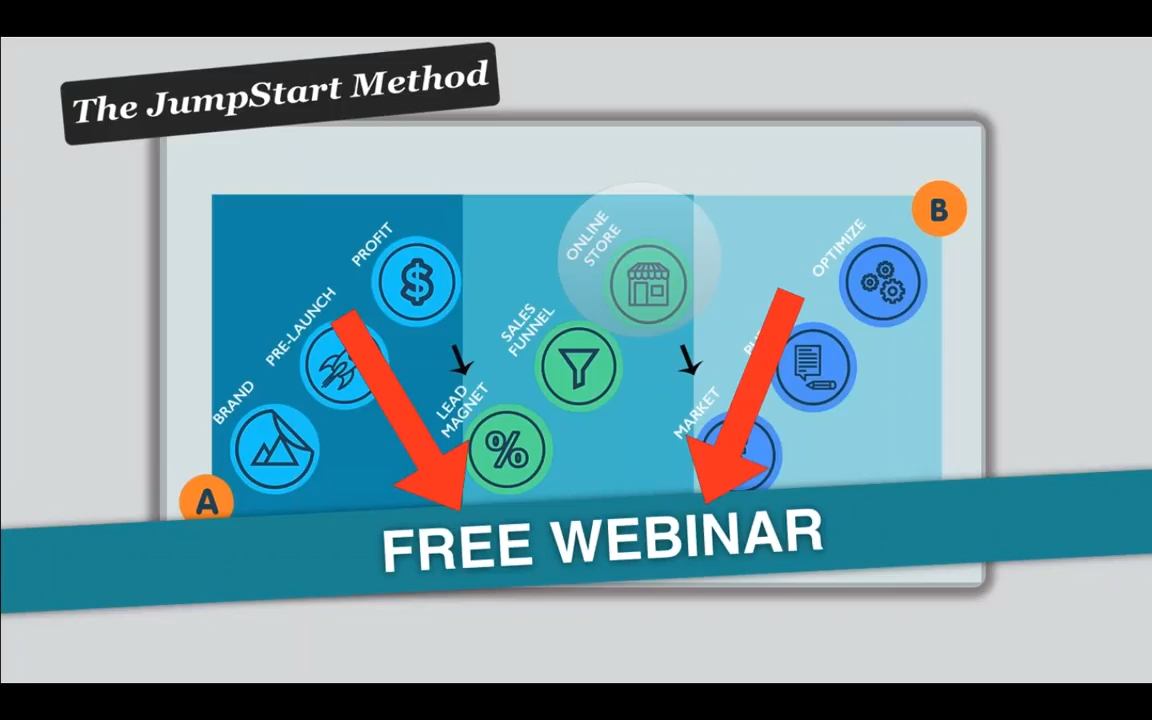 The JumpStart Method
B
PROFIT
ONLINE
STORE
OPTIMIZE
PRE-LAUNCH
SALES
FUNNEL
$
BRAND
LEAD
MAGNET
MARKET
%
A
FREE WEBINAR